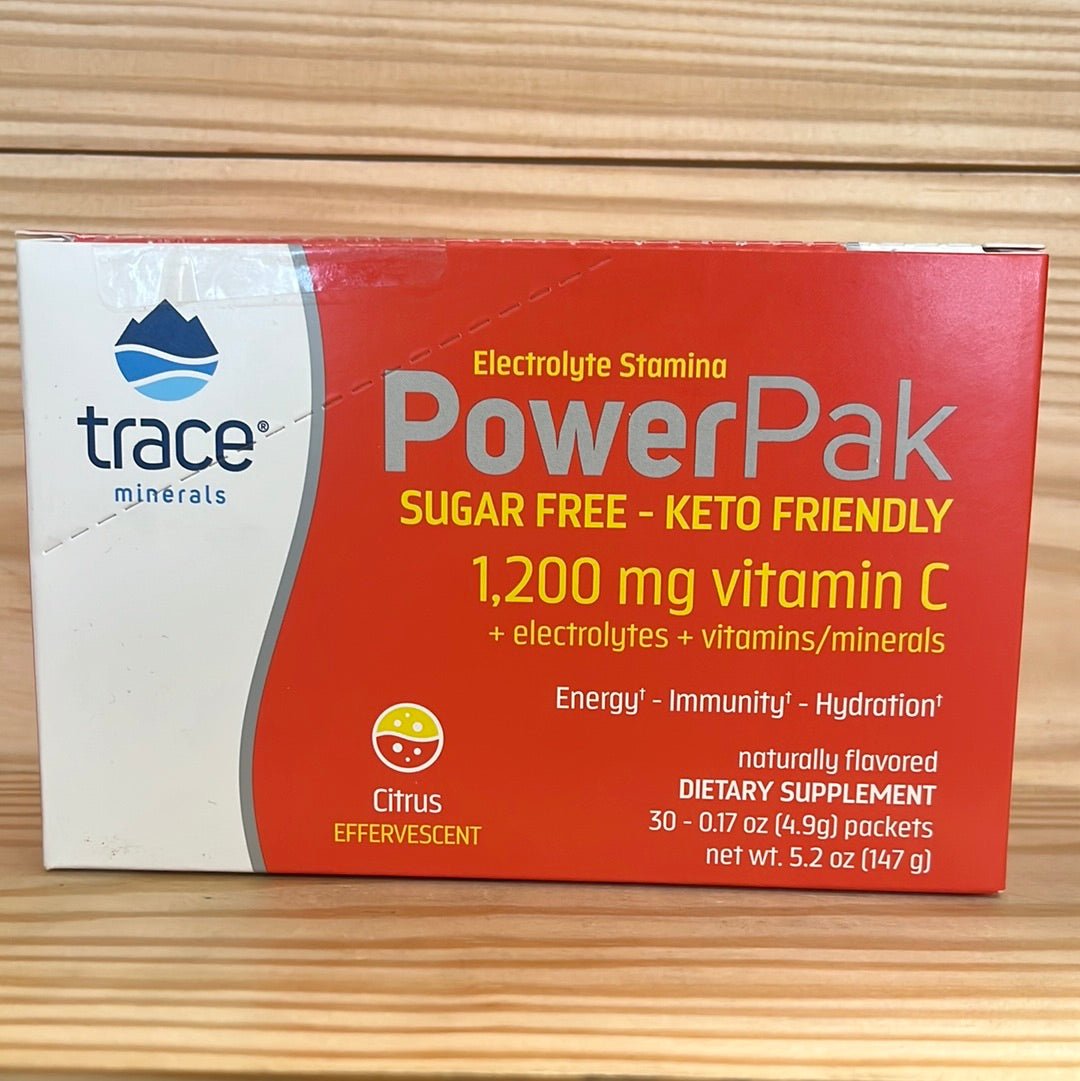 trace®
minerals
Electrolyte Stamina
PowerPak
SUGAR FREE - KETO FRIENDLY
1,200 mg vitamin C
+ electrolytes + vitamins/minerals
Energy† - Immunity† - Hydration†
naturally flavored
DIETARY SUPPLEMENT
30 - 0.17 oz (4.9g) packets
net wt. 5.2 oz (147 g)
Citrus
EFFERVESCENT